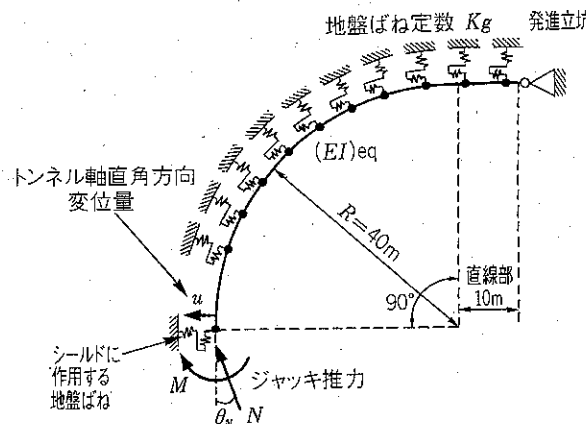 地盤ばね定数 Kg
発進立坑
(EI)eq
トンネル軸直角方向
変位量
R=40m
直線部
90°
10m
u
シールドに
作用する
地盤ばね
M
ジャッキ推力
θN
N